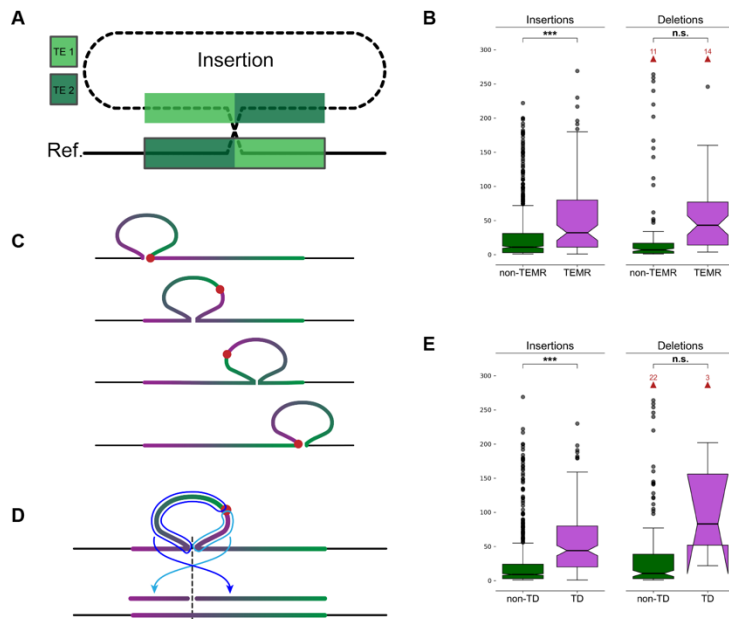 A
TE 1
TE 2
Insertion
Ref.
B
Insertions
Deletions
***
n.s.
11
14
300
250
200
150
100
50
0
non-TEMR
TEMR
non-TEMR
TEMR
C
D
E
Insertions
Deletions
***
n.s.
22
3
300
250
200
150
100
50
0
non-TD
TD
non-TD
TD